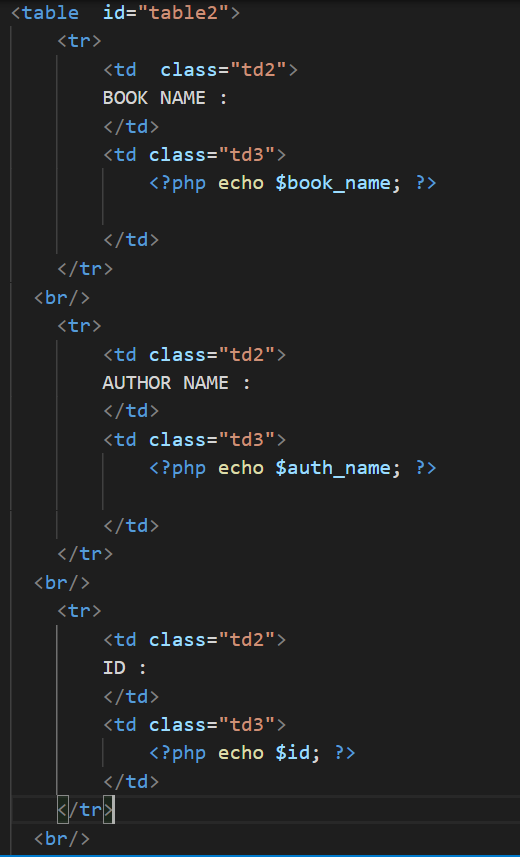 <table  id="table2">
<tr>
<td  class="td2">
BOOK NAME :
</td>
<td class="td3">
<?php echo $book_name; ?>
</td>
</tr>
<br/>
<tr>
<td class="td2">
AUTHOR NAME :
</td>
<td class="td3">
<?php echo $auth_name; ?>
</td>
</tr>
<br/>
<tr>
<td class="td2">
ID :
</td>
<td class="td3">
<?php echo $id; ?>
</td>
</tr>
<br/>